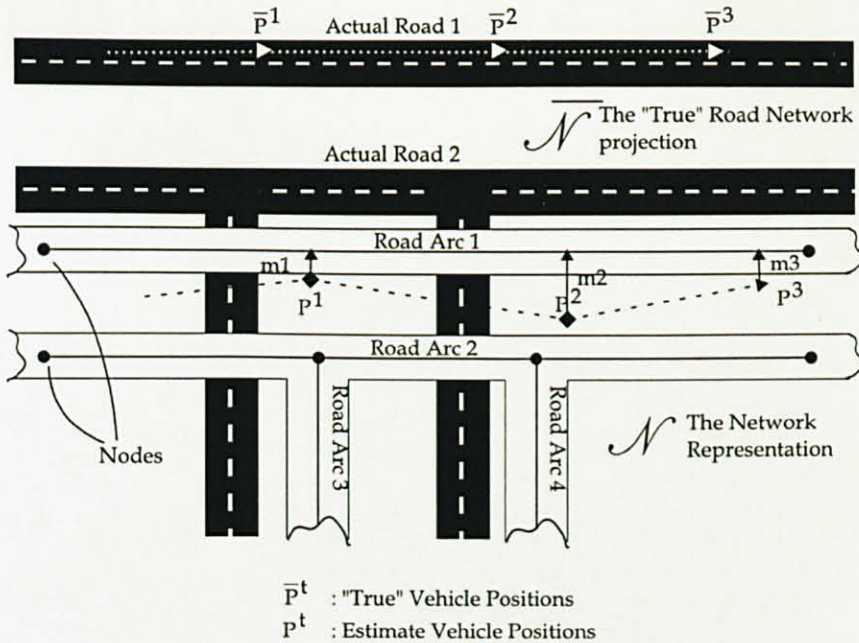 P̅¹ Actual Road 1 P̅² P̅³
𝒩̅ The "True" Road Network
projection
Actual Road 2
Road Arc 1
m1 m2 m3
P¹ P² P³
Road Arc 2
Road Arc 3
Road Arc 4
Nodes
𝒩 The Network
Representation
P̅ᵗ : "True" Vehicle Positions
Pᵗ : Estimate Vehicle Positions